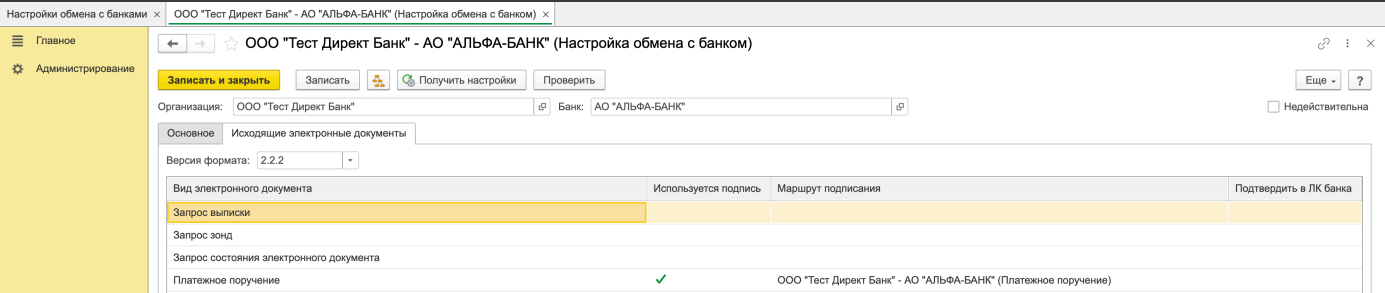 Настройки обмена с банками × ООО "Тест Директ Банк" - АО "АЛЬФА-БАНК" (Настройка обмена с банком) ×
Главное
Администрирование
ООО "Тест Директ Банк" - АО "АЛЬФА-БАНК" (Настройка обмена с банком)
Записать и закрыть Записать Получить настройки Проверить Еще ?
Организация: ООО "Тест Директ Банк" Банк: АО "АЛЬФА-БАНК" Недействительна
Основное Исходящие электронные документы
Версия формата: 2.2.2
Вид электронного документа Используется подпись Маршрут подписания Подтвердить в ЛК банка
Запрос выписки
Запрос зонд
Запрос состояния электронного документа
Платежное поручение ООО "Тест Директ Банк" - АО "АЛЬФА-БАНК" (Платежное поручение)